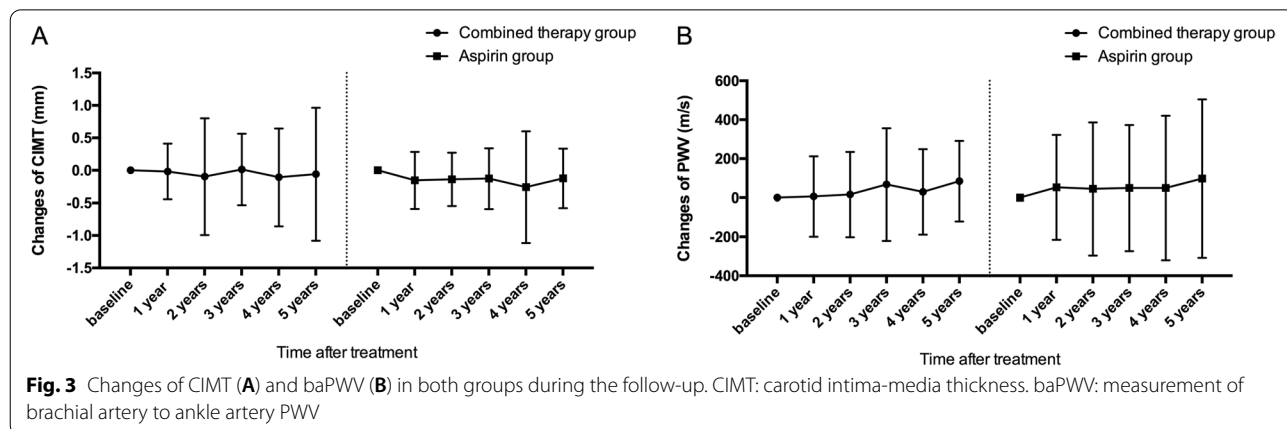 A
Combined therapy group
Aspirin group
Changes of CIMT (mm)
1.5
1.0
0.5
0.0
-0.5
-1.0
-1.5
baseline
1 year
2 years
3 years
4 years
5 years
baseline
1 year
2 years
3 years
4 years
5 years
Time after treatment
B
Combined therapy group
Aspirin group
Changes of PWV (m/s)
600
400
200
0
-200
-400
baseline
1 year
2 years
3 years
4 years
5 years
baseline
1 year
2 years
3 years
4 years
5 years
Time after treatment
Fig. 3 Changes of CIMT (A) and baPWV (B) in both groups during the follow-up. CIMT: carotid intima-media thickness. baPWV: measurement of
brachial artery to ankle artery PWV